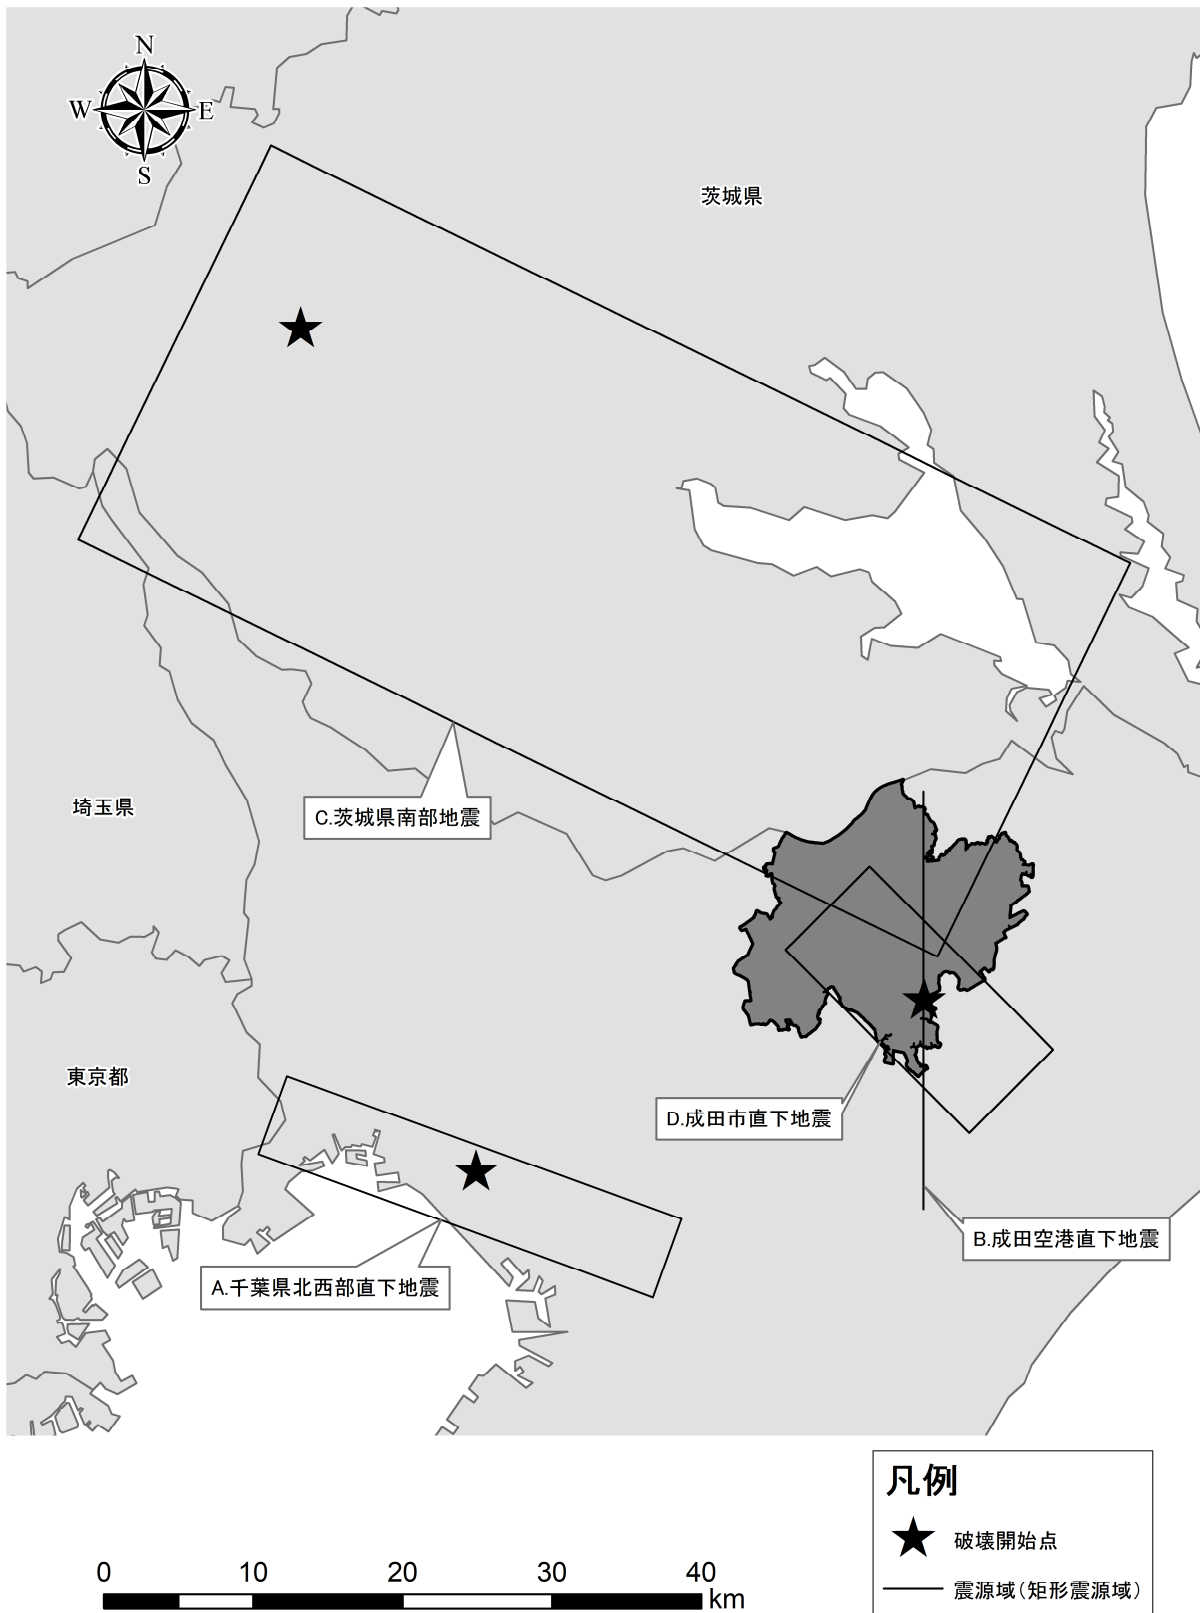 N
W E
S
茨城県
埼玉県
C.茨城県南部地震
東京都
D.成田市直下地震
B.成田空港直下地震
A.千葉県北西部直下地震
凡例
破壊開始点
震源域(矩形震源域)
0 10 20 30 40
km